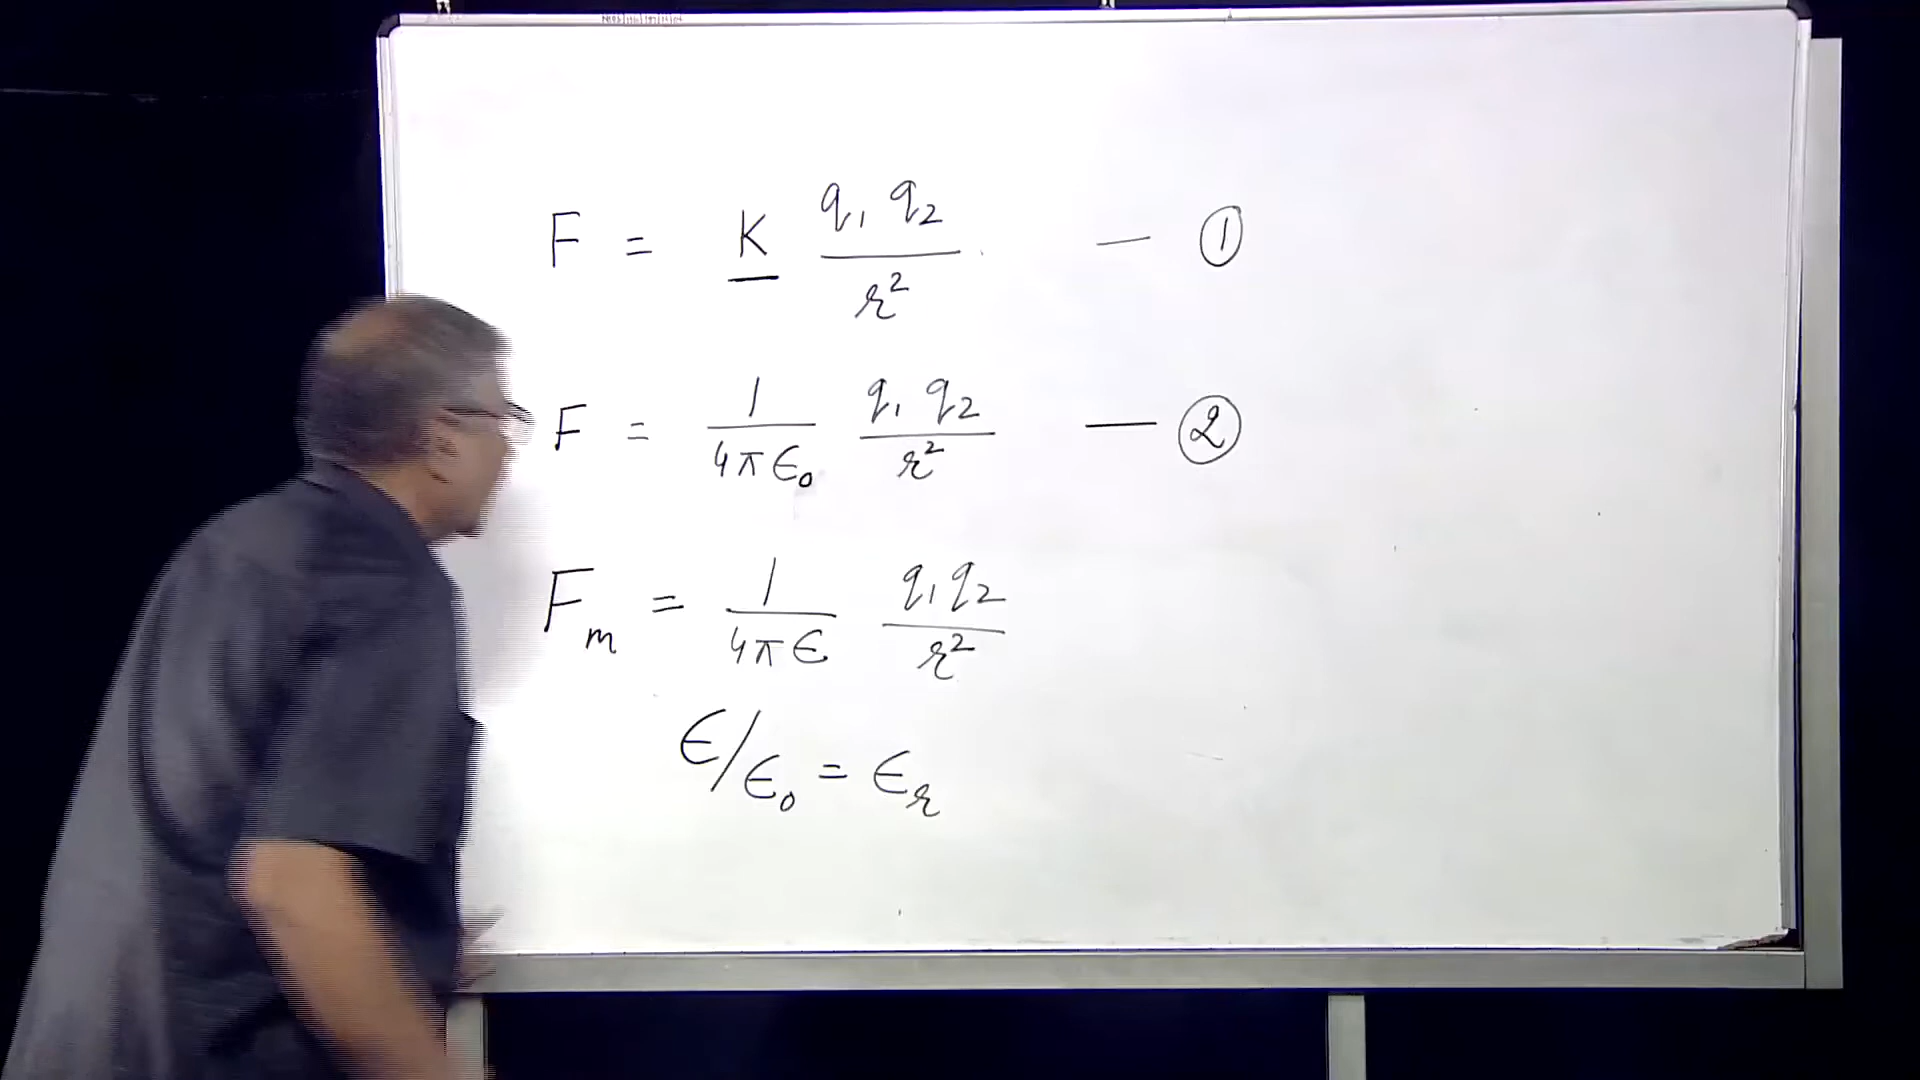 F = K q₁ q₂ / r² — ①
F = 1 / 4πϵ₀ q₁ q₂ / r² — ②
Fₘ = 1 / 4πϵ q₁ q₂ / r²
ϵ/ϵ₀ = ϵᵣ